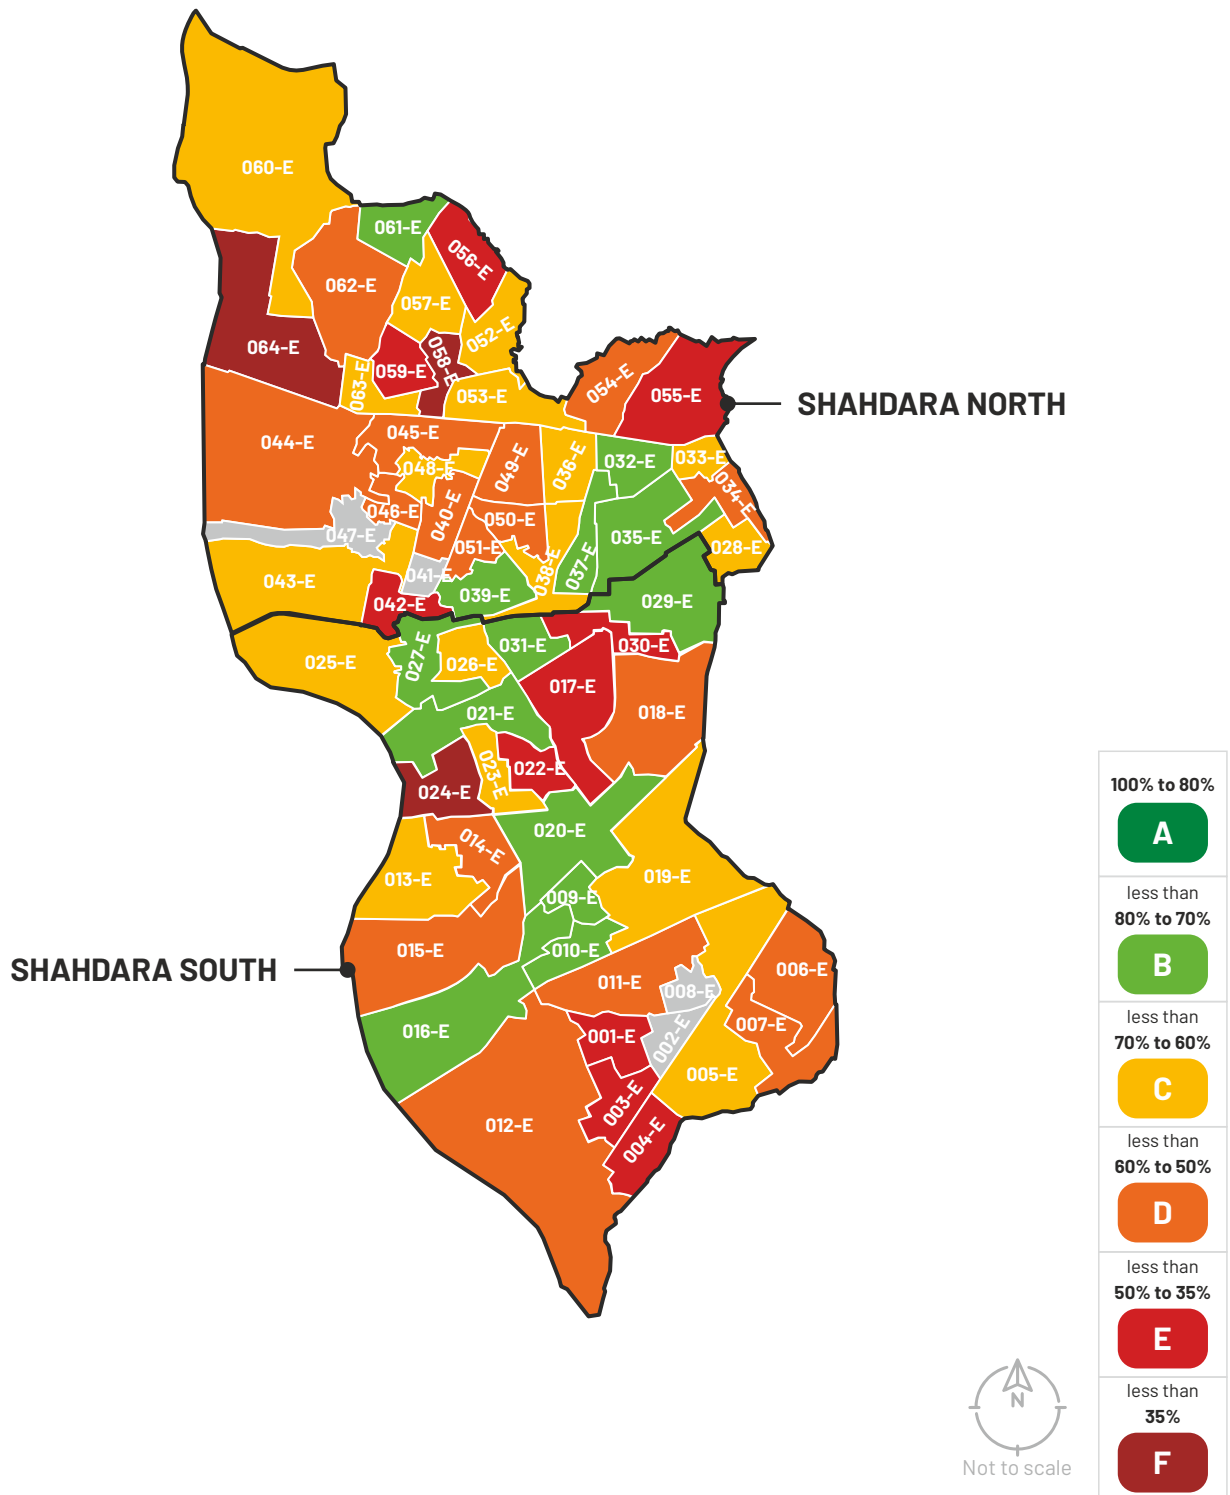 060-E
061-E
056-E
062-E
057-E
052-E
064-E
058-E
059-E
063-E
053-E
054-E
055-E
SHAHDARA NORTH
044-E
045-E
048-E
049-E
036-E
032-E
033-E
034-E
046-E
040-E
047-E
050-E
035-E
028-E
051-E
038-E
037-E
043-E
041-E
039-E
042-E
029-E
025-E
027-E
026-E
031-E
030-E
017-E
021-E
018-E
023-E
022-E
024-E
020-E
014-E
013-E
019-E
009-E
015-E
010-E
SHAHDARA SOUTH
011-E
008-E
006-E
016-E
001-E
002-E
007-E
005-E
003-E
012-E
004-E
100% to 80%
A
less than
80% to 70%
B
less than
70% to 60%
C
less than
60% to 50%
D
less than
50% to 35%
E
less than
35%
F
N
Not to scale